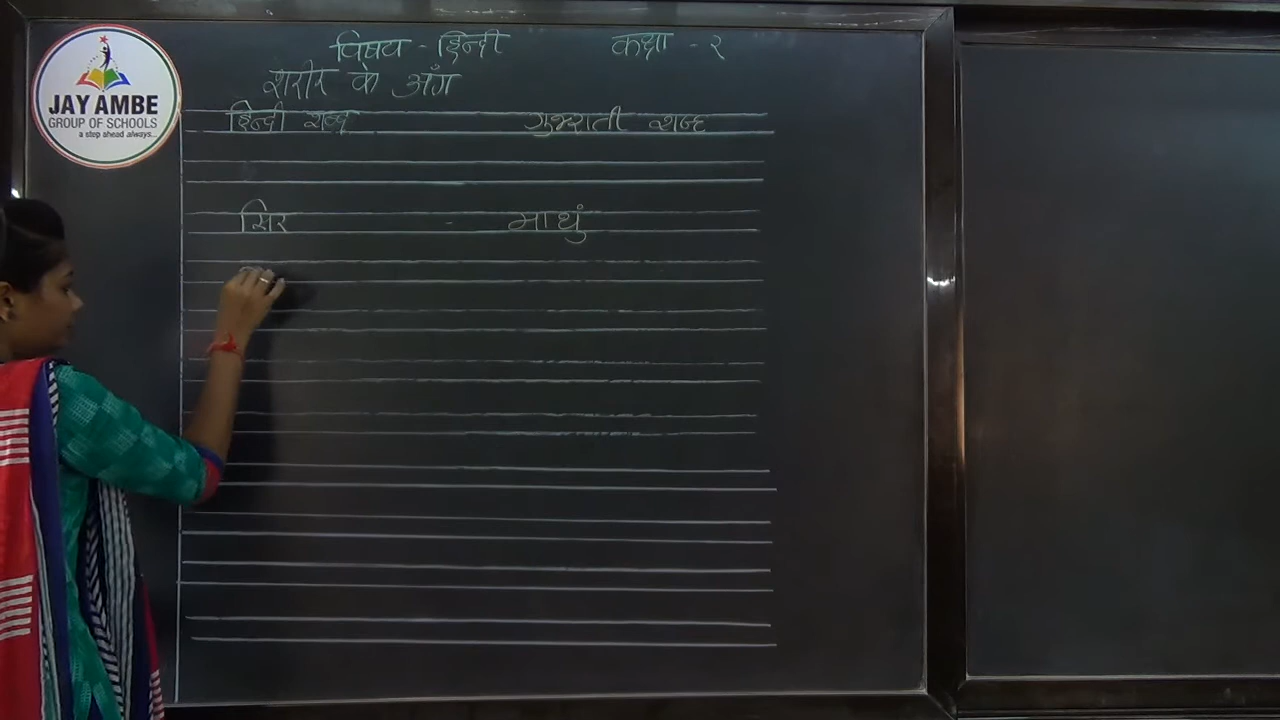 JAY AMBE
GROUP OF SCHOOLS
a step ahead always...
विषय - हिन्दी कक्षा - २
शरीर के अंग
हिन्दी शब्द गुजराती शब्द
सिर - माथुं